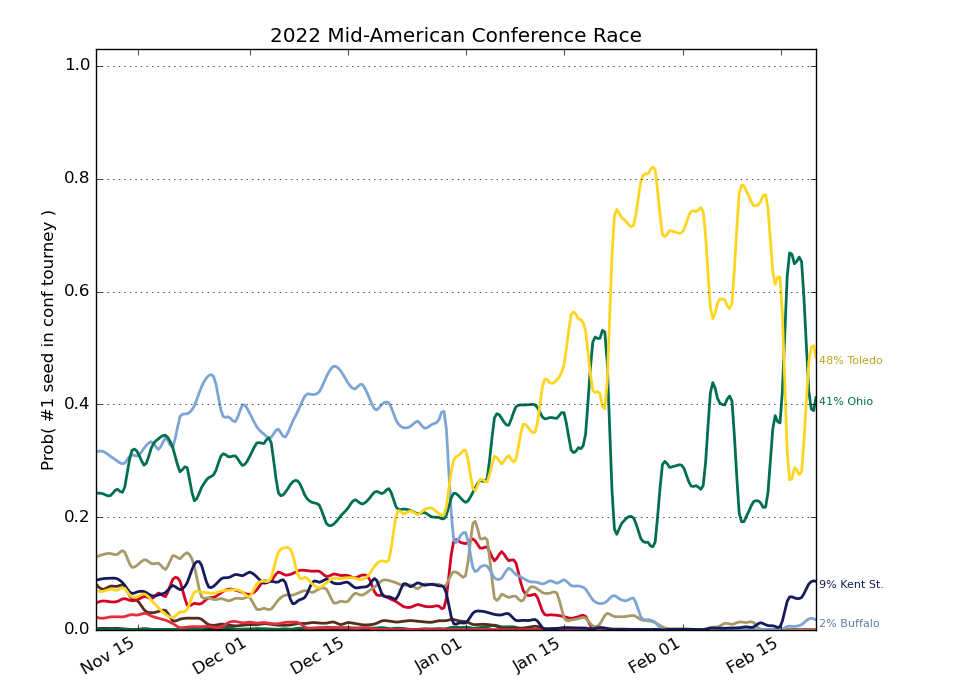 2022 Mid-American Conference Race
Prob( #1 seed in conf tourney )
1.0
0.8
0.6
0.4
0.2
0.0
48% Toledo
41% Ohio
9% Kent St.
2% Buffalo
Nov 15
Dec 01
Dec 15
Jan 01
Jan 15
Feb 01
Feb 15